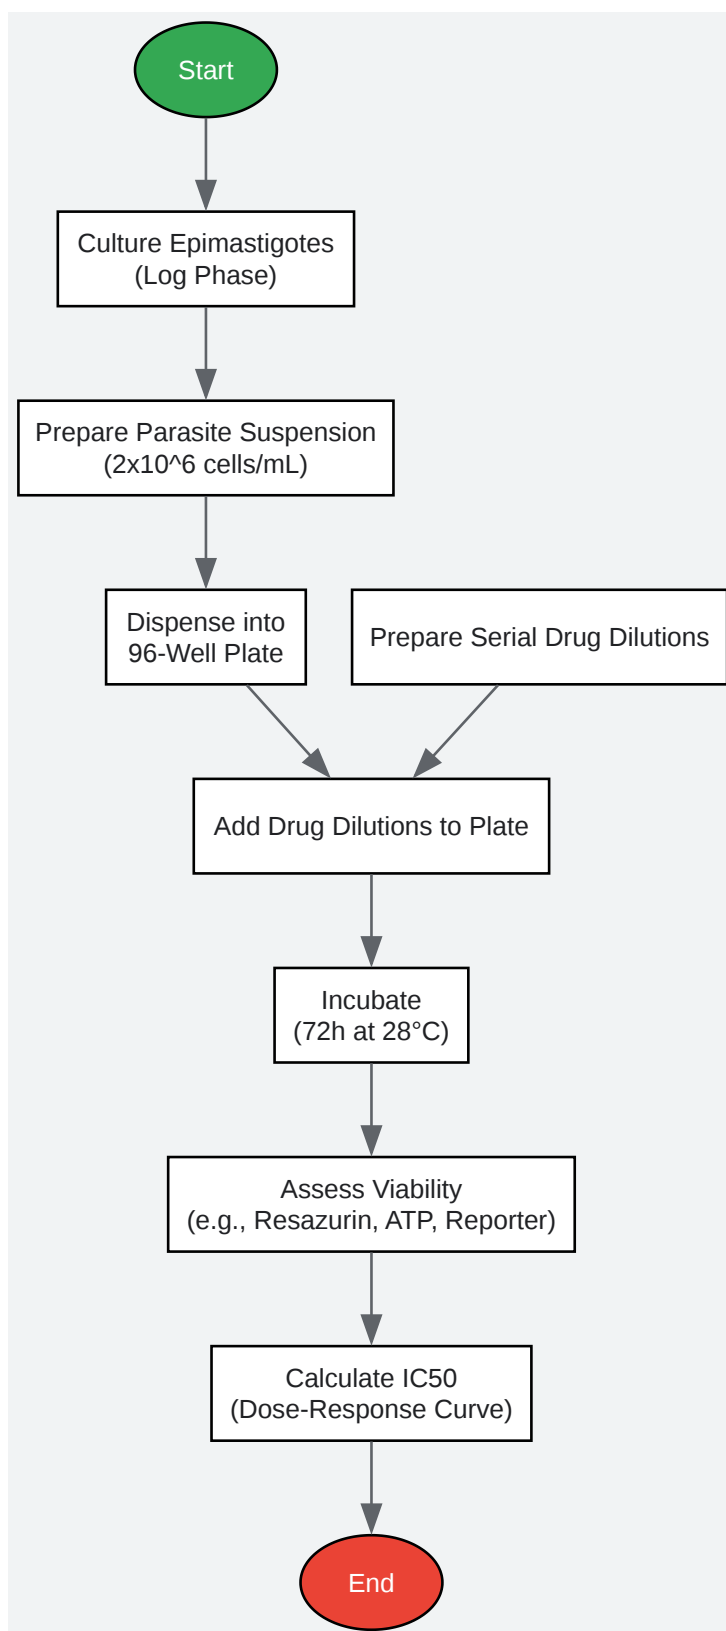 Start
Culture Epimastigotes
(Log Phase)
Prepare Parasite Suspension
(2x10^6 cells/mL)
Dispense into
96-Well Plate
Prepare Serial Drug Dilutions
Add Drug Dilutions to Plate
Incubate
(72h at 28°C)
Assess Viability
(e.g., Resazurin, ATP, Reporter)
Calculate IC50
(Dose-Response Curve)
End